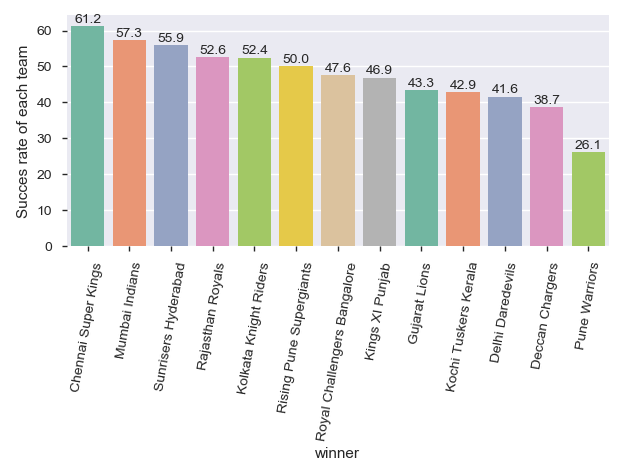 Succes rate of each team
60
50
40
30
20
10
0
61.2
57.3
55.9
52.6
52.4
50.0
47.6
46.9
43.3
42.9
41.6
38.7
26.1
Chennai Super Kings
Mumbai Indians
Sunrisers Hyderabad
Rajasthan Royals
Kolkata Knight Riders
Rising Pune Supergiants
Royal Challengers Bangalore
Kings XI Punjab
Gujarat Lions
Kochi Tuskers Kerala
Delhi Daredevils
Deccan Chargers
Pune Warriors
winner